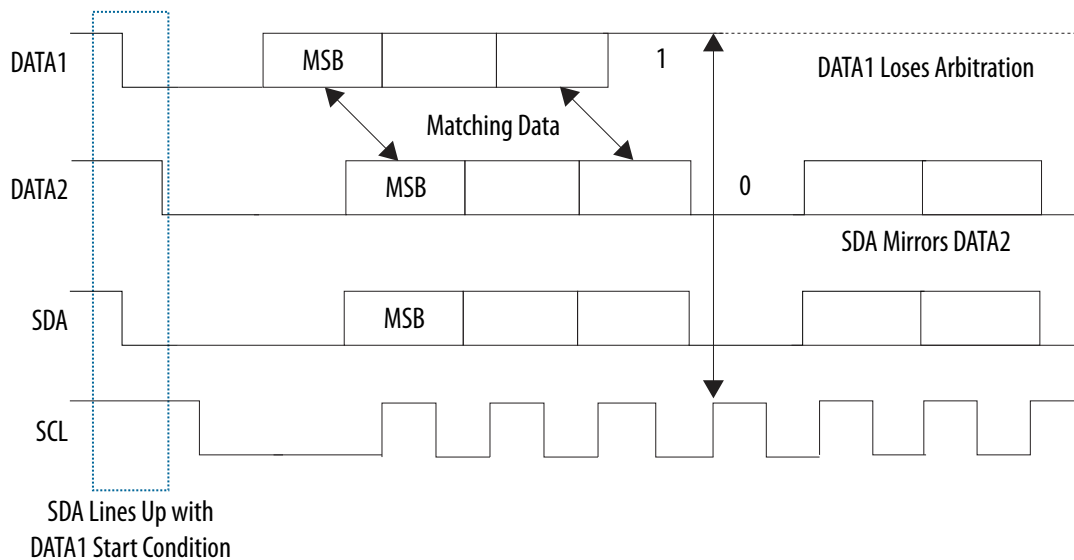 DATA1
MSB
1
DATA1 Loses Arbitration
Matching Data
DATA2
MSB
0
SDA Mirrors DATA2
SDA
MSB
SCL
SDA Lines Up with
DATA1 Start Condition